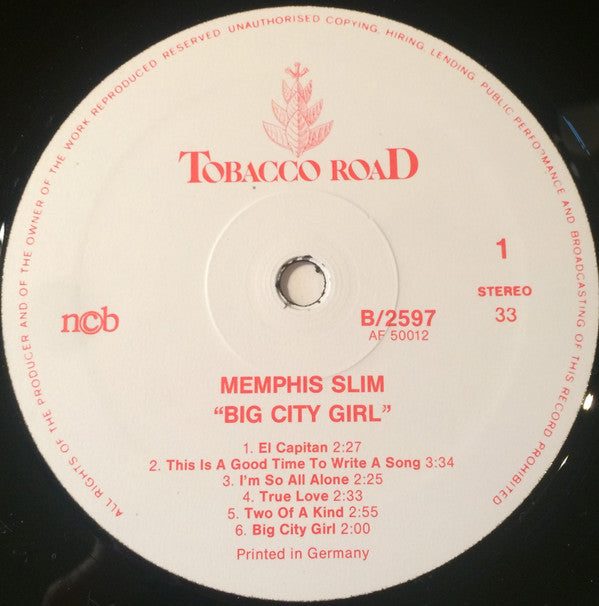 ALL RIGHTS OF THE PRODUCER AND OF THE OWNER OF THE WORK REPRODUCED RESERVED UNAUTHORISED COPYING, HIRING, LENDING, PUBLIC PERFORMANCE AND BROADCASTING OF THIS RECORD PROHIBITED
TOBACCO ROAD
1
STEREO
33
ncb
B/2597
AF 50012
MEMPHIS SLIM
“BIG CITY GIRL”
1. El Capitan 2:27
2. This Is A Good Time To Write A Song 3:34
3. I'm So All Alone 2:25
4. True Love 2:33
5. Two Of A Kind 2:55
6. Big City Girl 2:00
Printed in Germany